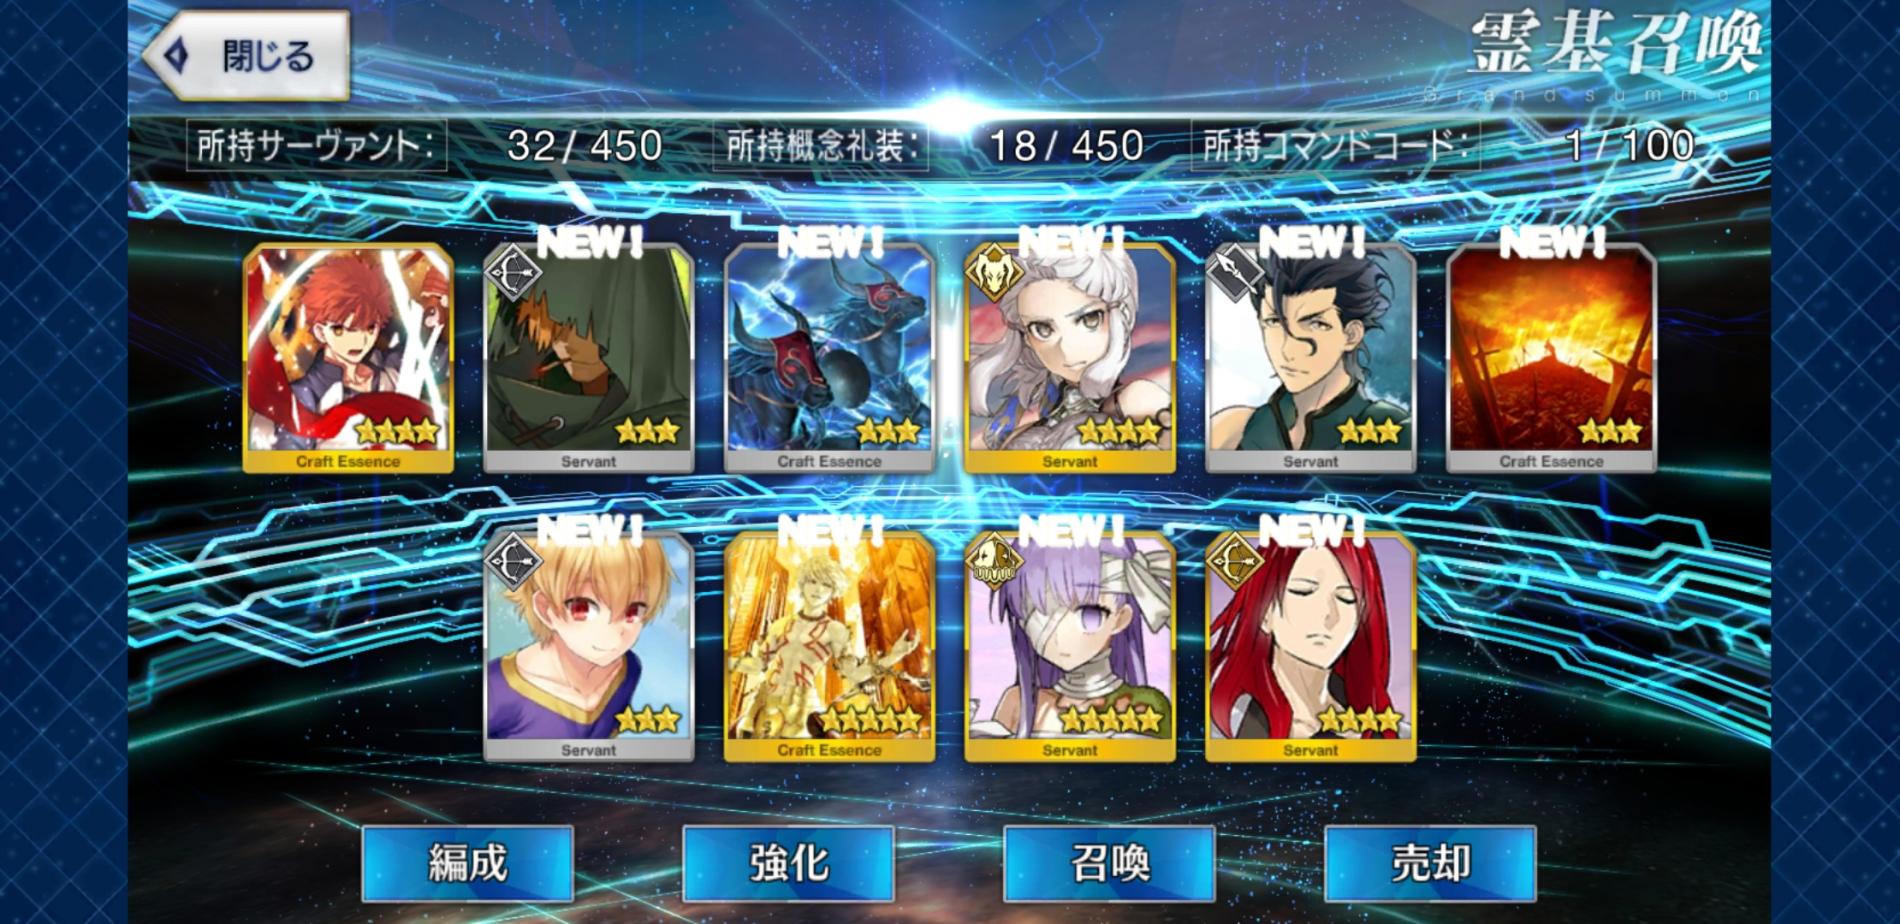 閉じる
霊基召喚
Grand summon
所持サーヴァント: 32 / 450 所持概念礼装: 18 / 450 所持コマンドコード: 1 / 100
NEW! NEW! NEW! NEW! NEW!
Craft Essence Servant Craft Essence Servant Servant Craft Essence
NEW! NEW! NEW! NEW!
Servant Craft Essence Servant Servant
編成 強化 召喚 売却